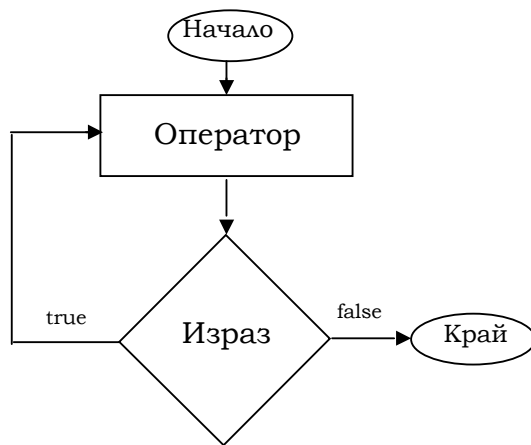 Начало
Оператор
true
Израз
false
Край